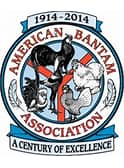 1914-2014
AMERICAN BANTAM
ASSOCIATION
A CENTURY OF EXCELLENCE